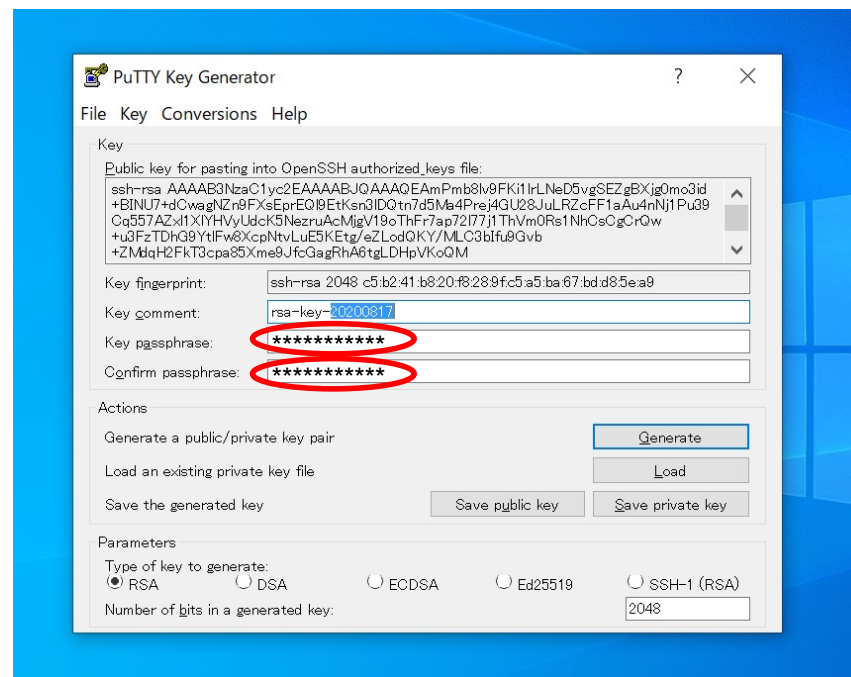 PuTTY Key Generator ?
File Key Conversions Help
Key
Public key for pasting into OpenSSH authorized_keys file:
ssh-rsa AAAAB3NzaC1yc2EAAAABJQAAAQEAmPmb8lv9FKi1IrLNeD5vgSEZgBXjg0mo3id
+BINU7+dCwagNZn9FXsEprEQI9EtKsn3IDQtn7d5Ma4Prej4GU28JuLRZcFF1aAu4nNj1Pu39
Cq557AZxI1XIYHVyUdcK5NezruAcMjgV19oThFr7ap72I77j1ThVm0Rs1NhCsCgCrQw
+u3FzTDhG9YtIFw8XcpNtvLuE5KEtg/eZLodQKY/MLC3bIfu9Gvb
+ZMdqH2FkT3cpa85Xme9JfcGagRhA6tgLDHpVKoQM
Key fingerprint: ssh-rsa 2048 c5:b2:41:b8:20:f8:28:9f:c5:a5:ba:67:bd:d8:5e:a9
Key comment: rsa-key-20200817
Key passphrase: ***********
Confirm passphrase: ***********
Actions
Generate a public/private key pair Generate
Load an existing private key file Load
Save the generated key Save public key Save private key
Parameters
Type of key to generate:
RSA DSA ECDSA Ed25519 SSH-1 (RSA)
Number of bits in a generated key: 2048